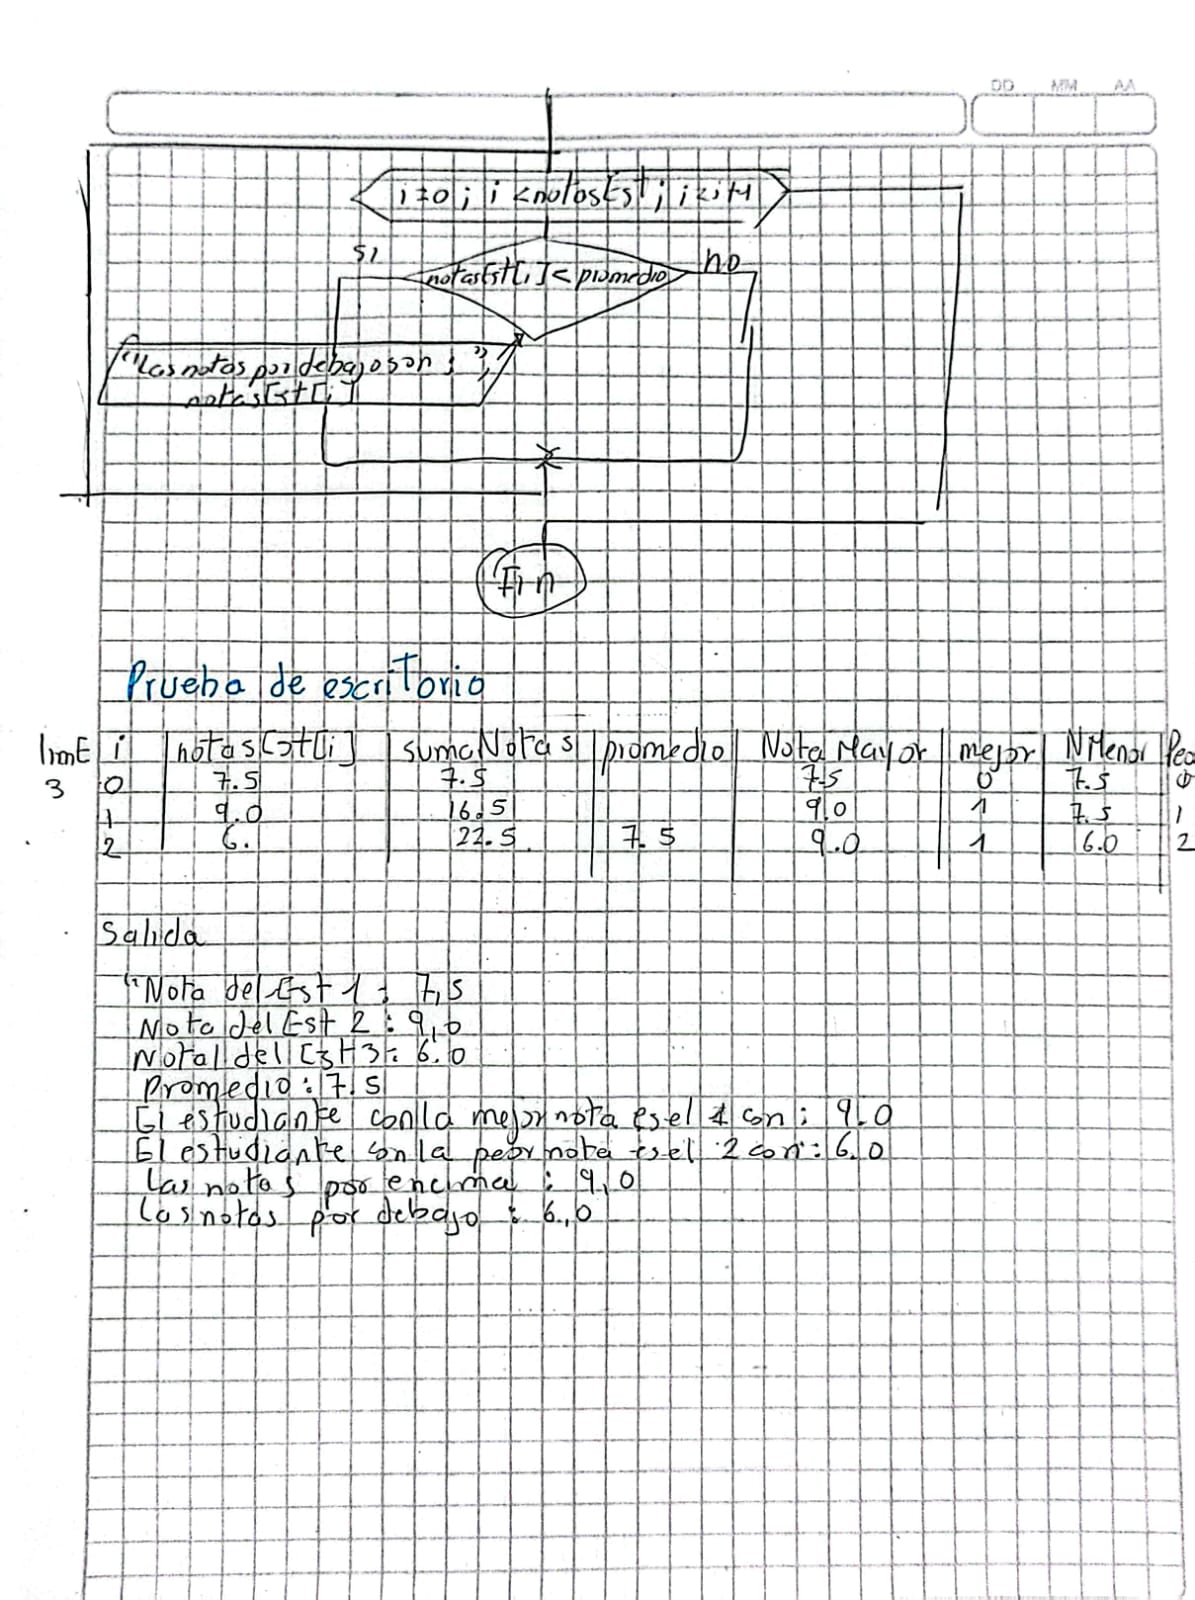 DD MM AA
i=0; i <notasEst; i<i+1
si
no
notasEst[i] < promedio
"Las notas por debajo son : ",
notasEst[i]
Fin
Prueba de escritorio
limE i notasEst[i] sumaNotas promedio Nota Mayor mejor NMenor Peo
3 0 7.5 7.5 7.5 0 7.5 0
1 9.0 16.5 9.0 1 7.5 1
2 6. 22.5 7.5 9.0 1 6.0 2
Salida
"Nota del Est 1 : 7,5
Nota del Est 2 : 9,0
Notal del Est 3 : 6.0
Promedio : 7.5
El estudiante con la mejor nota es el 1 con : 9.0
El estudiante con la peor nota es el 2 con : 6.0
Las notas por encima : 9,0
Las notas por debajo : 6.,0